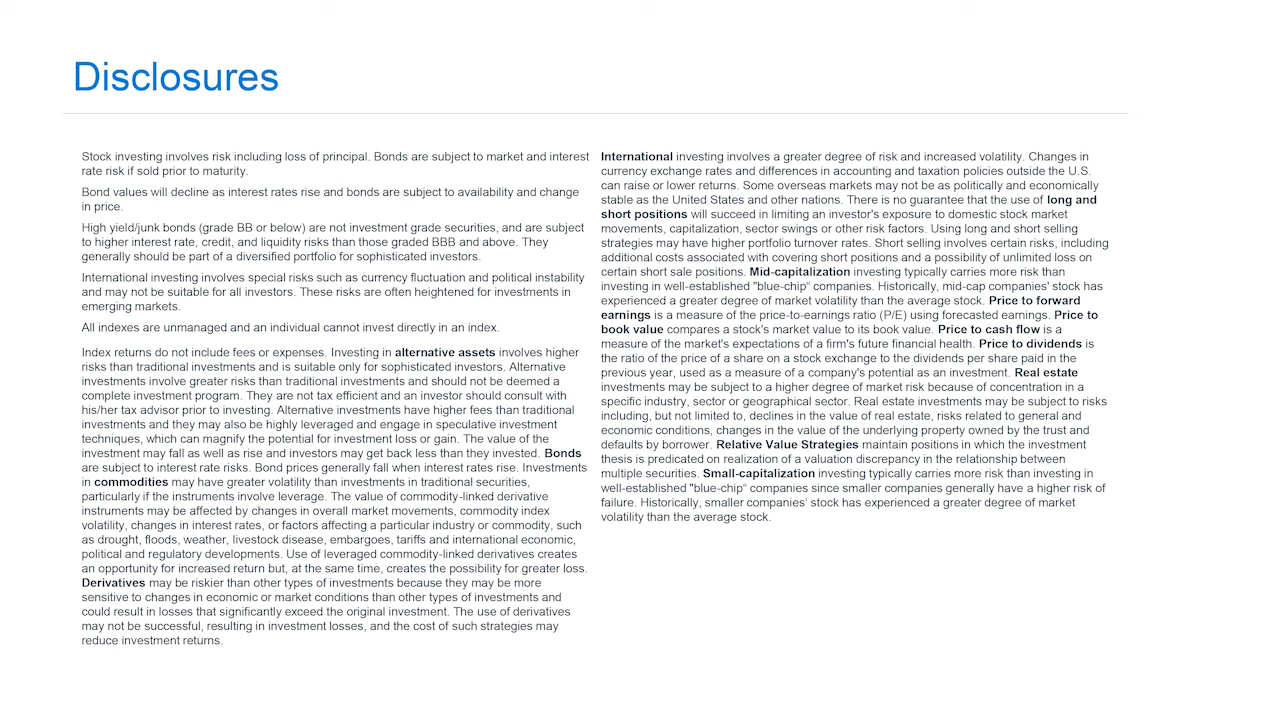 Disclosures
Stock investing involves risk including loss of principal. Bonds are subject to market and interest
rate risk if sold prior to maturity.
Bond values will decline as interest rates rise and bonds are subject to availability and change
in price.
High yield/junk bonds (grade BB or below) are not investment grade securities, and are subject
to higher interest rate, credit, and liquidity risks than those graded BBB and above. They
generally should be part of a diversified portfolio for sophisticated investors.
International investing involves special risks such as currency fluctuation and political instability
and may not be suitable for all investors. These risks are often heightened for investments in
emerging markets.
All indexes are unmanaged and an individual cannot invest directly in an index.
Index returns do not include fees or expenses. Investing in alternative assets involves higher
risks than traditional investments and is suitable only for sophisticated investors. Alternative
investments involve greater risks than traditional investments and should not be deemed a
complete investment program. They are not tax efficient and an investor should consult with
his/her tax advisor prior to investing. Alternative investments have higher fees than traditional
investments and they may also be highly leveraged and engage in speculative investment
techniques, which can magnify the potential for investment loss or gain. The value of the
investment may fall as well as rise and investors may get back less than they invested. Bonds
are subject to interest rate risks. Bond prices generally fall when interest rates rise. Investments
in commodities may have greater volatility than investments in traditional securities,
particularly if the instruments involve leverage. The value of commodity-linked derivative
instruments may be affected by changes in overall market movements, commodity index
volatility, changes in interest rates, or factors affecting a particular industry or commodity, such
as drought, floods, weather, livestock disease, embargoes, tariffs and international economic,
political and regulatory developments. Use of leveraged commodity-linked derivatives creates
an opportunity for increased return but, at the same time, creates the possibility for greater loss.
Derivatives may be riskier than other types of investments because they may be more
sensitive to changes in economic or market conditions than other types of investments and
could result in losses that significantly exceed the original investment. The use of derivatives
may not be successful, resulting in investment losses, and the cost of such strategies may
reduce investment returns.
International investing involves a greater degree of risk and increased volatility. Changes in
currency exchange rates and differences in accounting and taxation policies outside the U.S.
can raise or lower returns. Some overseas markets may not be as politically and economically
stable as the United States and other nations. There is no guarantee that the use of long and
short positions will succeed in limiting an investor's exposure to domestic stock market
movements, capitalization, sector swings or other risk factors. Using long and short selling
strategies may have higher portfolio turnover rates. Short selling involves certain risks, including
additional costs associated with covering short positions and a possibility of unlimited loss on
certain short sale positions. Mid-capitalization investing typically carries more risk than
investing in well-established "blue-chip“ companies. Historically, mid-cap companies' stock has
experienced a greater degree of market volatility than the average stock. Price to forward
earnings is a measure of the price-to-earnings ratio (P/E) using forecasted earnings. Price to
book value compares a stock's market value to its book value. Price to cash flow is a
measure of the market's expectations of a firm's future financial health. Price to dividends is
the ratio of the price of a share on a stock exchange to the dividends per share paid in the
previous year, used as a measure of a company's potential as an investment. Real estate
investments may be subject to a higher degree of market risk because of concentration in a
specific industry, sector or geographical sector. Real estate investments may be subject to risks
including, but not limited to, declines in the value of real estate, risks related to general and
economic conditions, changes in the value of the underlying property owned by the trust and
defaults by borrower. Relative Value Strategies maintain positions in which the investment
thesis is predicated on realization of a valuation discrepancy in the relationship between
multiple securities. Small-capitalization investing typically carries more risk than investing in
well-established "blue-chip“ companies since smaller companies generally have a higher risk of
failure. Historically, smaller companies‘ stock has experienced a greater degree of market
volatility than the average stock.